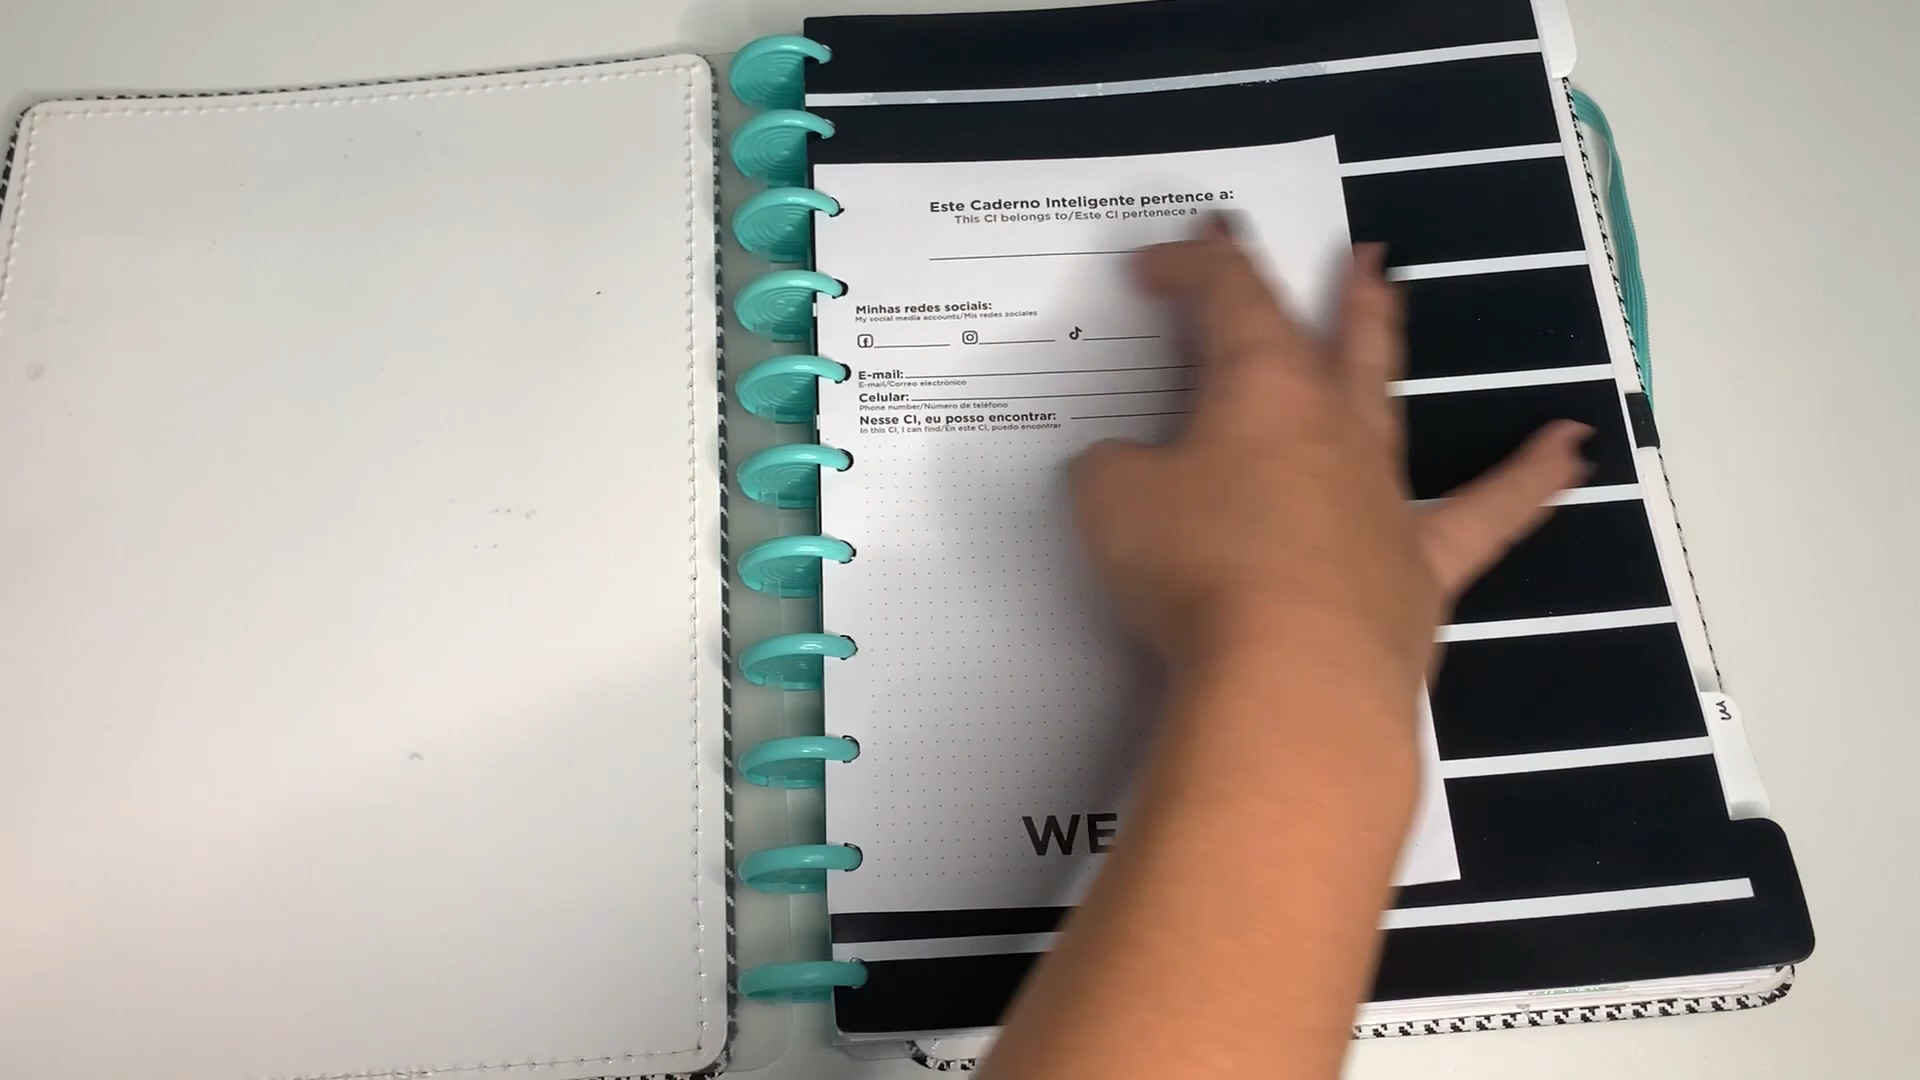 Este Caderno Inteligente pertence a:
This CI belongs to/Este CI pertenece a
Minhas redes sociais:
My social media accounts/Mis redes sociales
E-mail:
E-mail/Correo electrónico
Celular:
Phone number/Número de teléfono
Nesse CI, eu posso encontrar:
In this CI, I can find/En este CI, puedo encontrar
WE